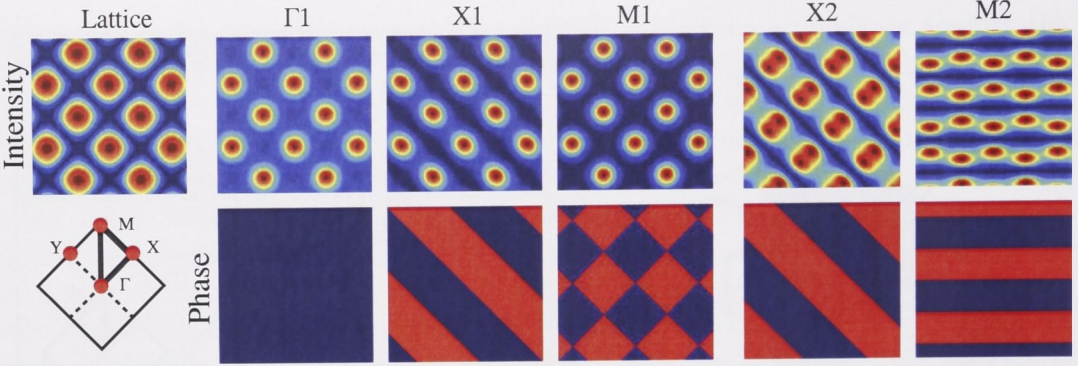 Lattice Γ1 X1 M1 X2 M2
Intensity
M
Y X
Γ
Phase